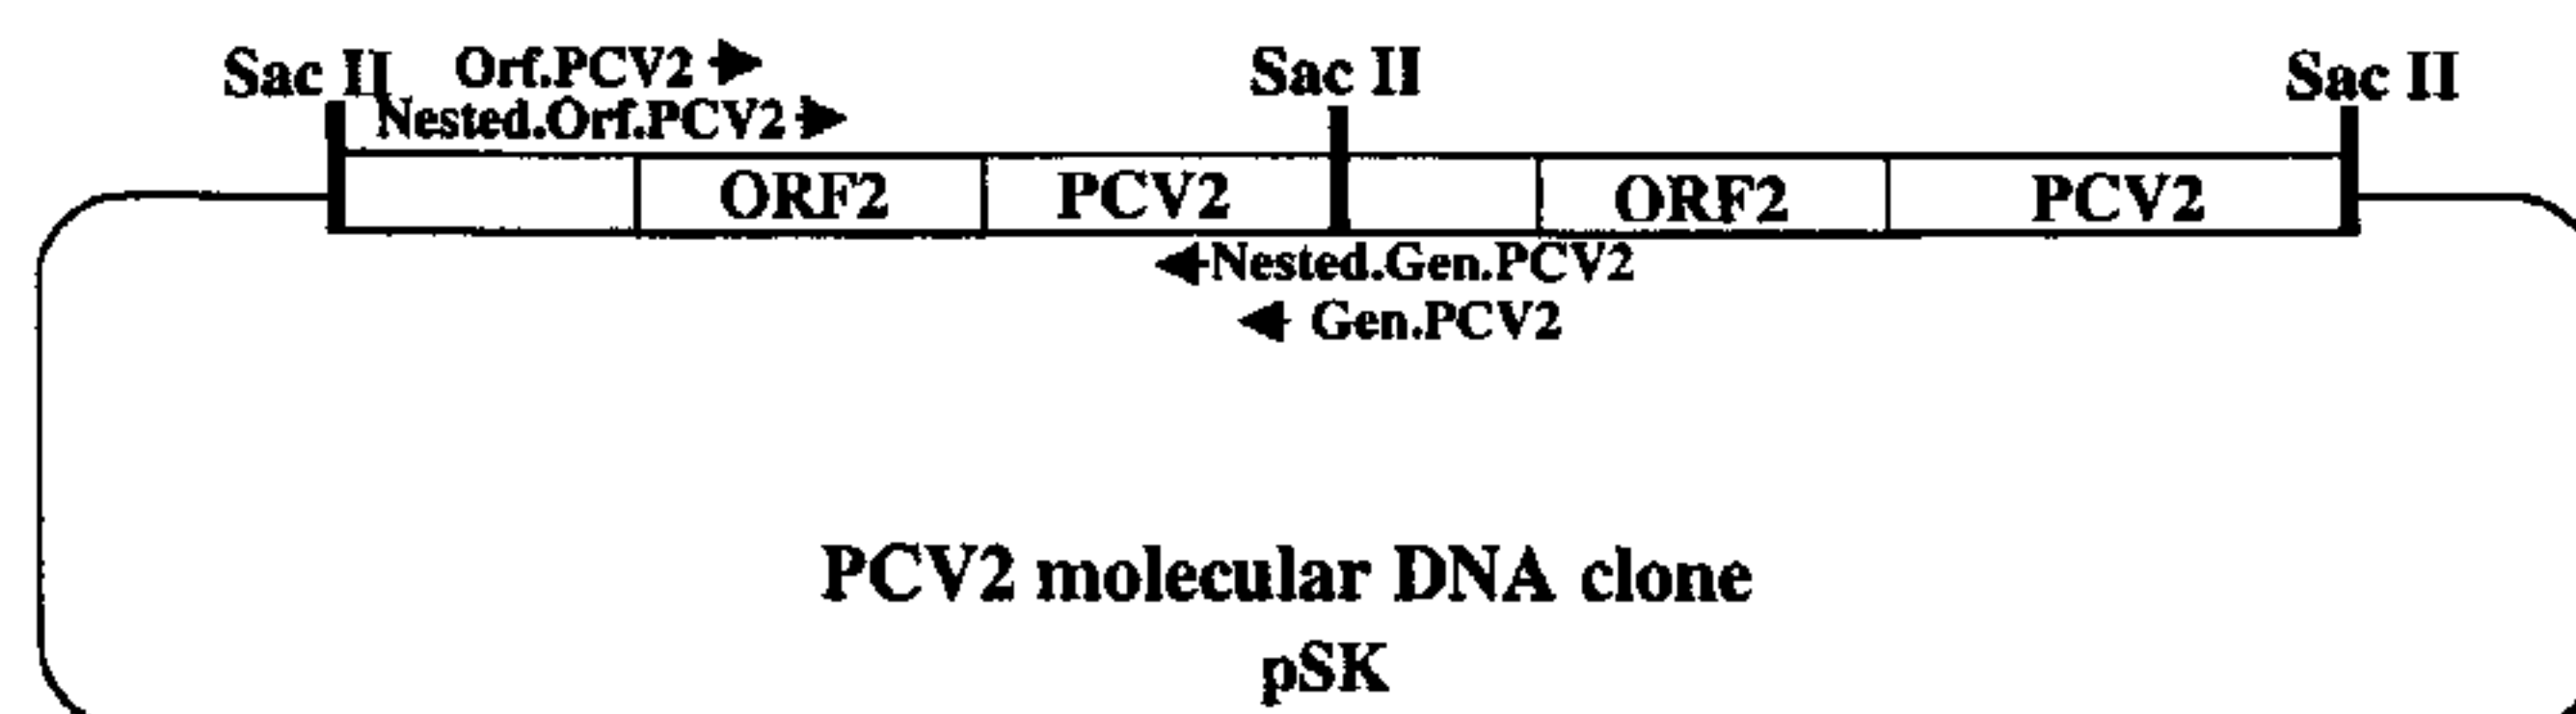 Sac II
Orf.PCV2
Sac II
Sac II
Nested.Orf.PCV2
ORF2
PCV2
ORF2
PCV2
Nested.Gen.PCV2
Gen.PCV2
PCV2 molecular DNA clone
pSK